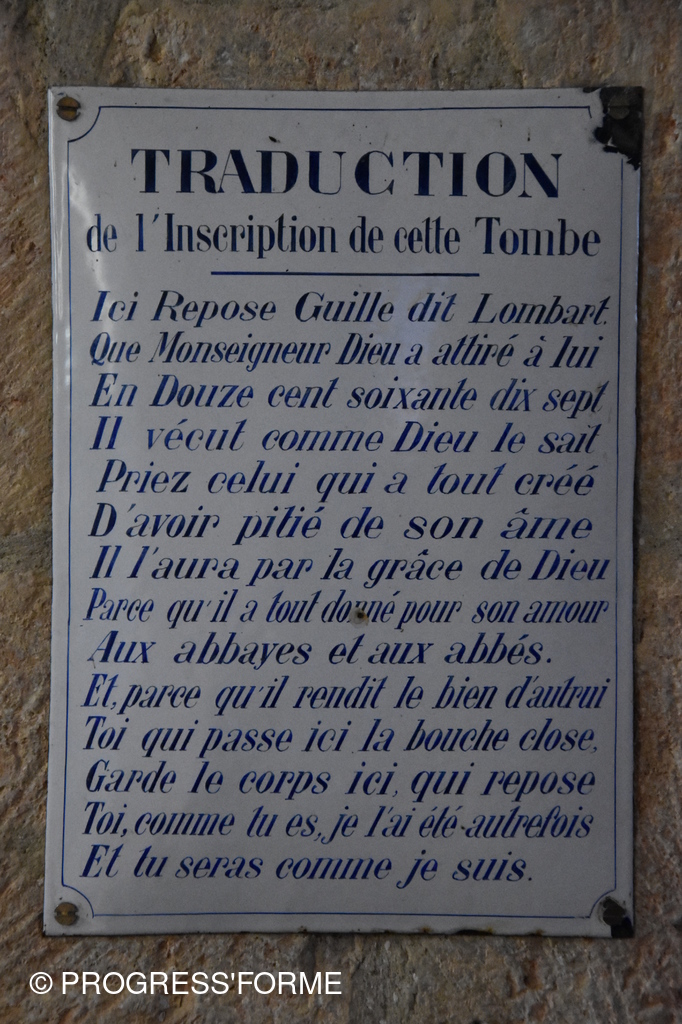 TRADUCTION
de l'Inscription de cette Tombe
Ici Repose Guille dit Lombart.
Que Monseigneur Dieu a attiré à lui
En Douze cent soixante dix sept
Il vécut comme Dieu le sait
Priez celui qui a tout créé
D'avoir pitié de son âme
Il l'aura par la grâce de Dieu
Parce qu'il a tout donné pour son amour
Aux abbayes et aux abbés.
Et, parce qu'il rendit le bien d'autrui
Toi qui passe ici la bouche close,
Garde le corps ici, qui repose
Toi, comme tu es, je l'ai été autrefois
Et tu seras comme je suis.
© PROGRESS'FORME